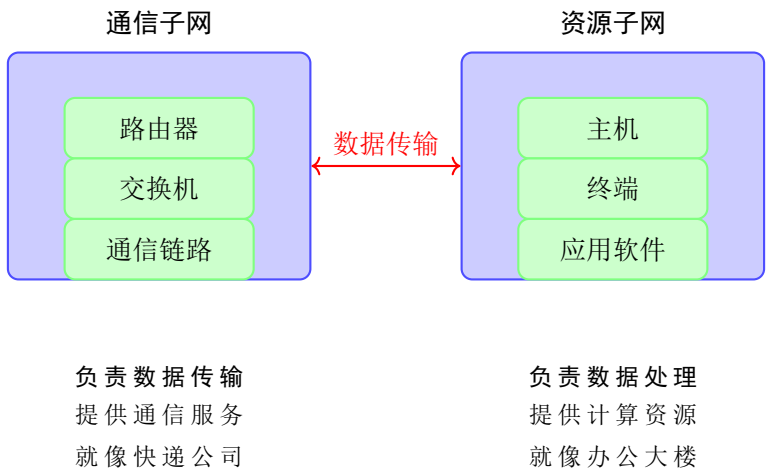 通信子网
路由器
交换机
通信链路
数据传输
资源子网
主机
终端
应用软件
负责数据传输
提供通信服务
就像快递公司
负责数据处理
提供计算资源
就像办公大楼